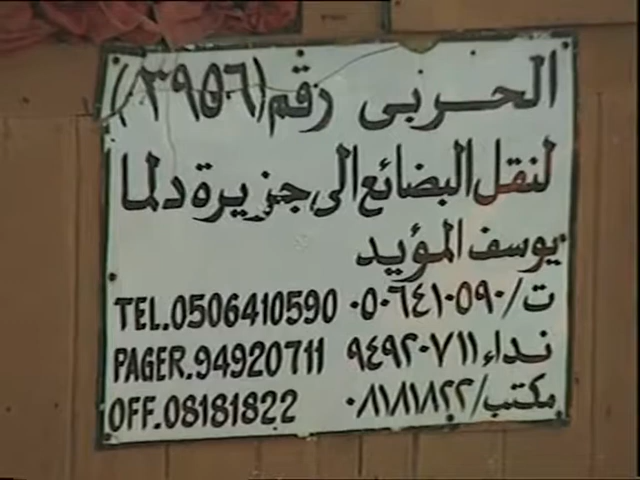 الحزبي رقم (٣٩٥٦)
لنقل البضائع الى جزيرة دلما
يوسف المؤيد
ت/٠٥٠٦٤١٠٥٩٠ TEL.0506410590
نداء/٩٤٩٢٠٧١١ PAGER.94920711
مكتب/٠٨١٨١٨٢٢ OFF.08181822